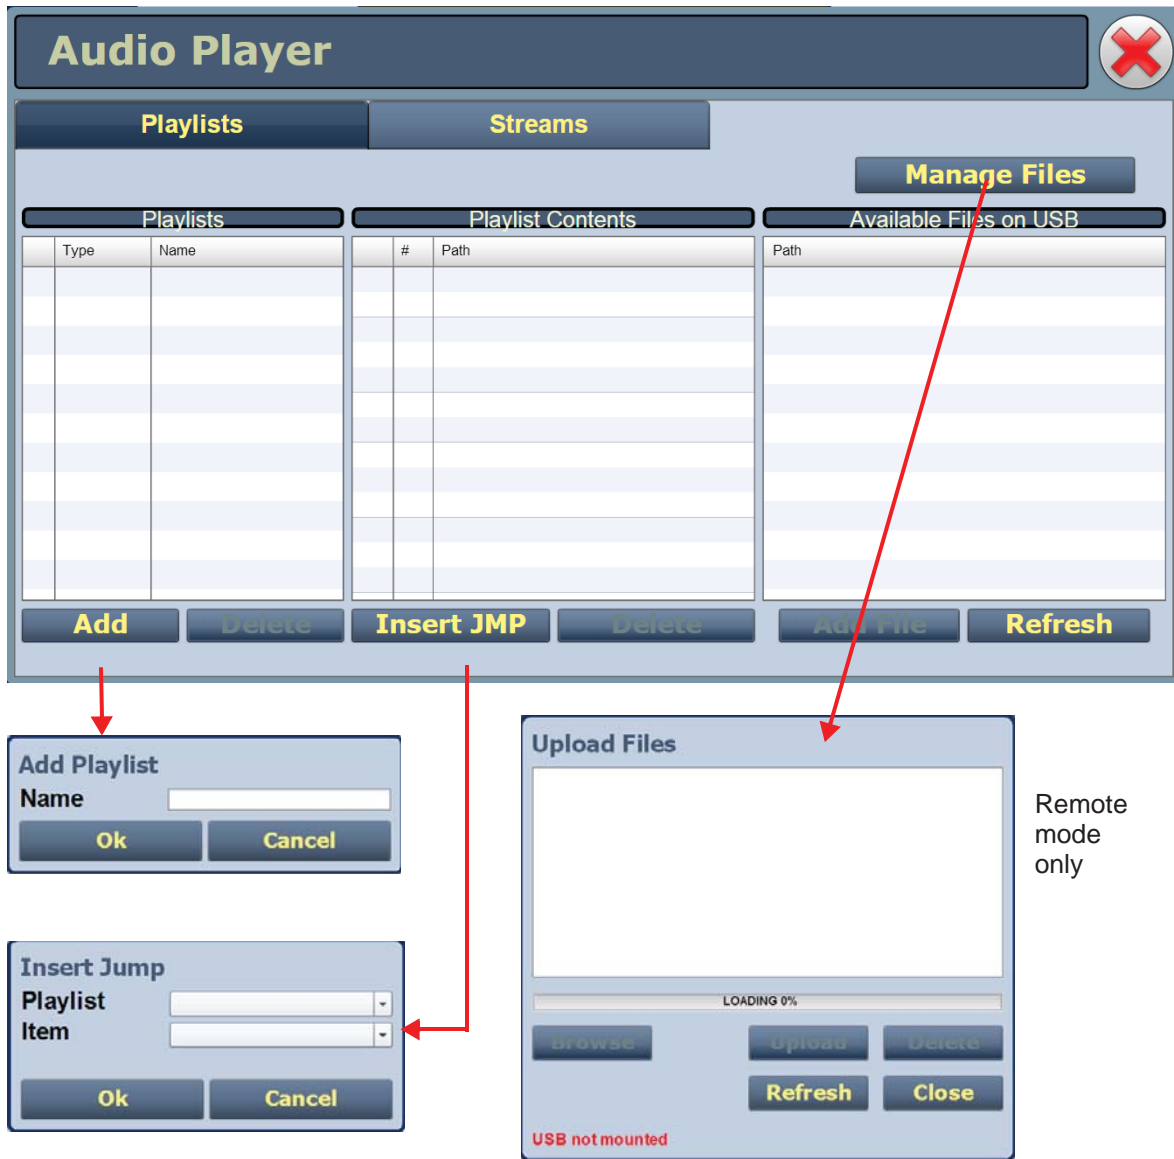 Audio Player
Playlists Streams
Manage Files
Playlists Playlist Contents Available Files on USB
Type Name # Path Path
Add Delete Insert JMP Delete Add File Refresh
Add Playlist
Name
Ok Cancel
Insert Jump
Playlist
Item
Ok Cancel
Upload Files
LOADING 0%
Browse Upload Delete
Refresh Close
USB not mounted
Remote
mode
only